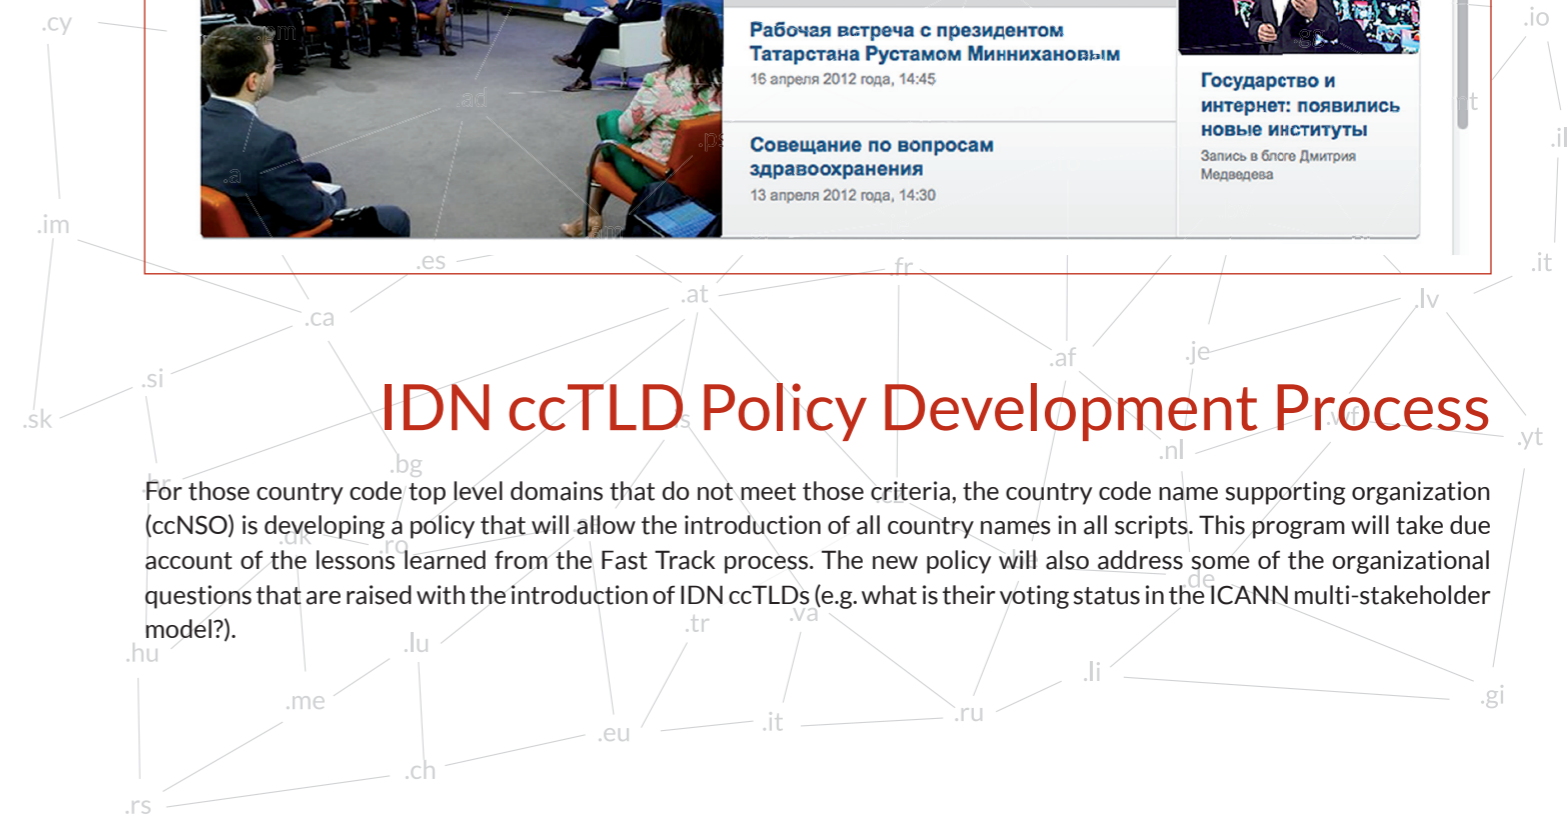 .cy
.io
.sm
Рабочая встреча с президентом
Татарстана Рустамом Миннихановым
16 апреля 2012 года, 14:45
Совещание по вопросам
здравоохранения
13 апреля 2012 года, 14:30
Государство и
интернет: появились
новые институты
Запись в блоге Дмитрия
Медведева
.ad
.il
.im
.es
.fr
.it
.at
.lv
.ca
.af
.je
.si
.sk
IDN ccTLD Policy Development Process
.wf
.yt
.nl
.bg
For those country code top level domains that do not meet those criteria, the country code name supporting organization
(ccNSO) is developing a policy that will allow the introduction of all country names in all scripts. This program will take due
account of the lessons learned from the Fast Track process. The new policy will also address some of the organizational
questions that are raised with the introduction of IDN ccTLDs (e.g. what is their voting status in the ICANN multi-stakeholder
model?).
.dk
.ro
.de
.va
.tr
.lu
.hu
.li
.gi
.me
.ru
.it
.eu
.ch
.rs